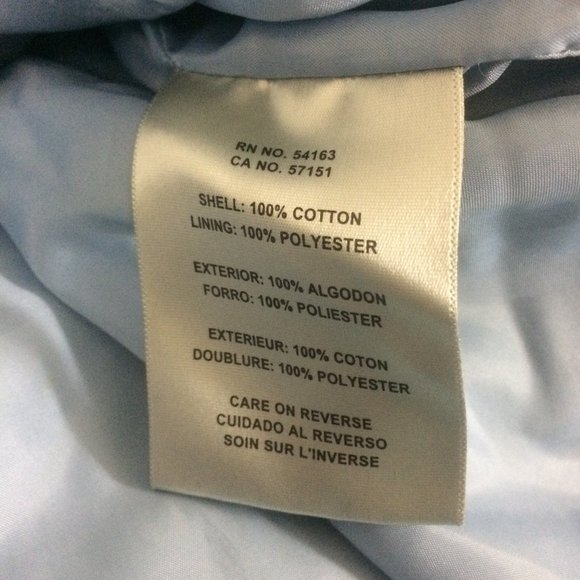 RN NO. 54163
CA NO. 57151
SHELL: 100% COTTON
LINING: 100% POLYESTER
EXTERIOR: 100% ALGODON
FORRO: 100% POLIESTER
EXTERIEUR: 100% COTON
DOUBLURE: 100% POLYESTER
CARE ON REVERSE
CUIDADO AL REVERSO
SOIN SUR L'INVERSE